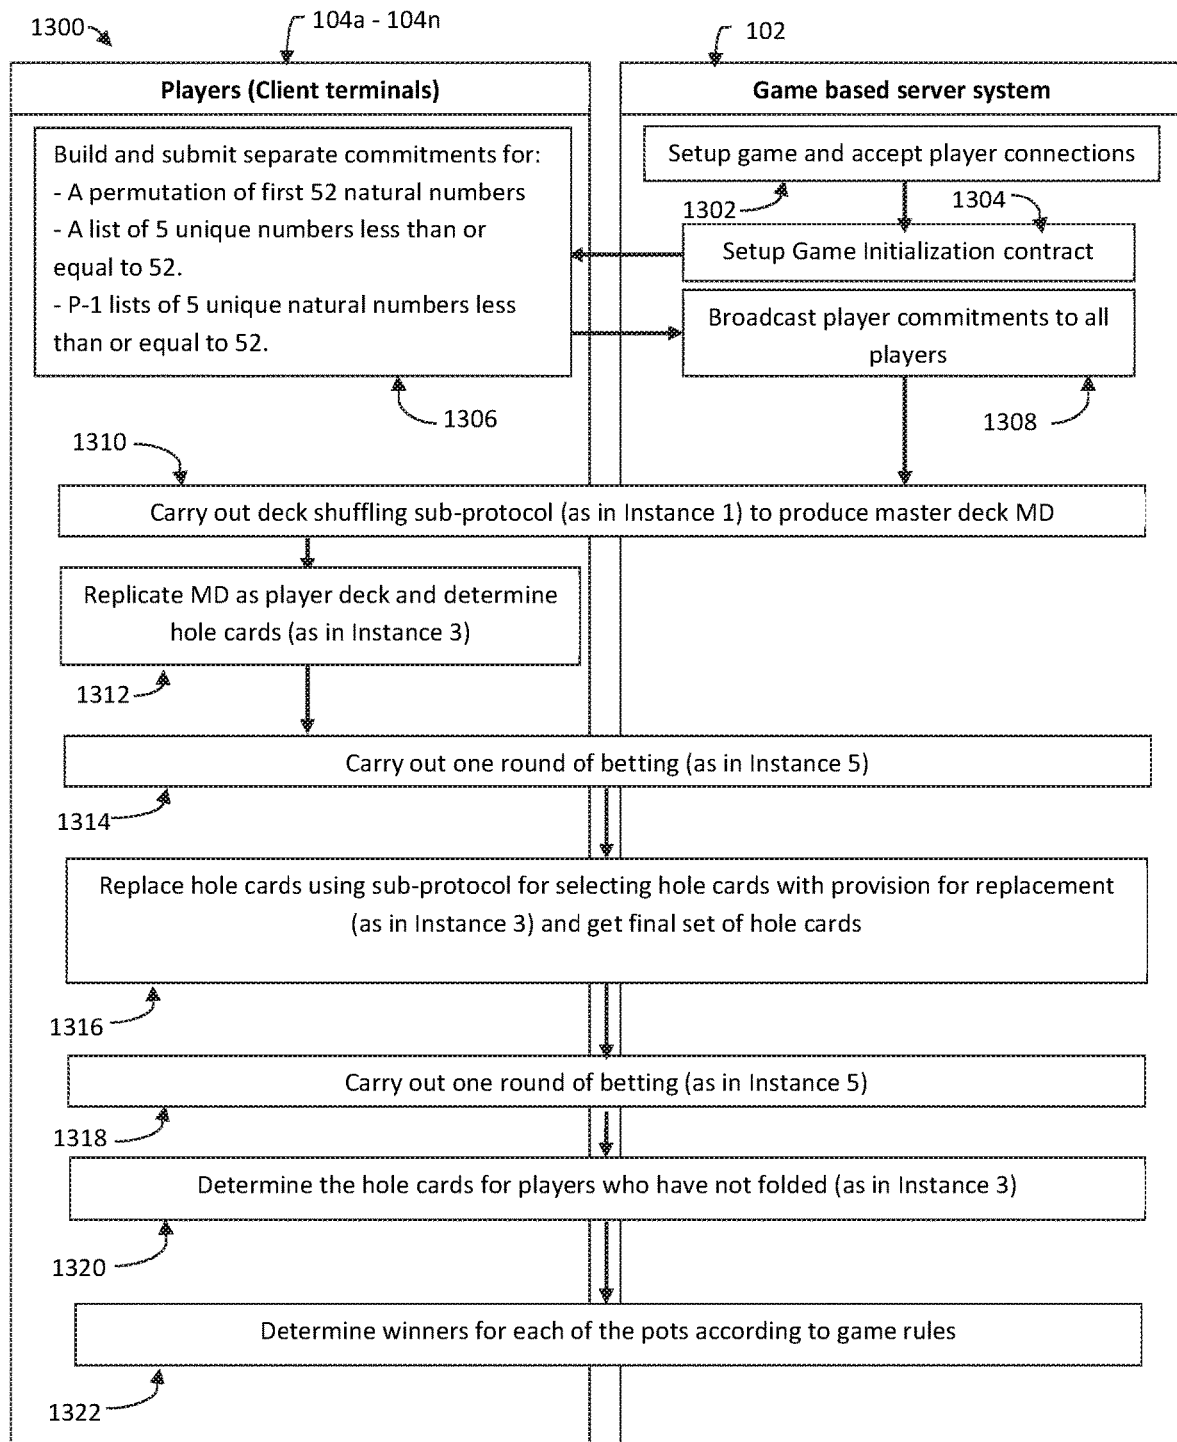 1300
104a - 104n
102
Players (Client terminals)
Game based server system
Build and submit separate commitments for:
- A permutation of first 52 natural numbers
- A list of 5 unique numbers less than or
equal to 52.
- P-1 lists of 5 unique natural numbers less
than or equal to 52.
1306
Setup game and accept player connections
1302
1304
Setup Game Initialization contract
Broadcast player commitments to all
players
1308
1310
Carry out deck shuffling sub-protocol (as in Instance 1) to produce master deck MD
Replicate MD as player deck and determine
hole cards (as in Instance 3)
1312
Carry out one round of betting (as in Instance 5)
1314
Replace hole cards using sub-protocol for selecting hole cards with provision for replacement
(as in Instance 3) and get final set of hole cards
1316
Carry out one round of betting (as in Instance 5)
1318
Determine the hole cards for players who have not folded (as in Instance 3)
1320
Determine winners for each of the pots according to game rules
1322